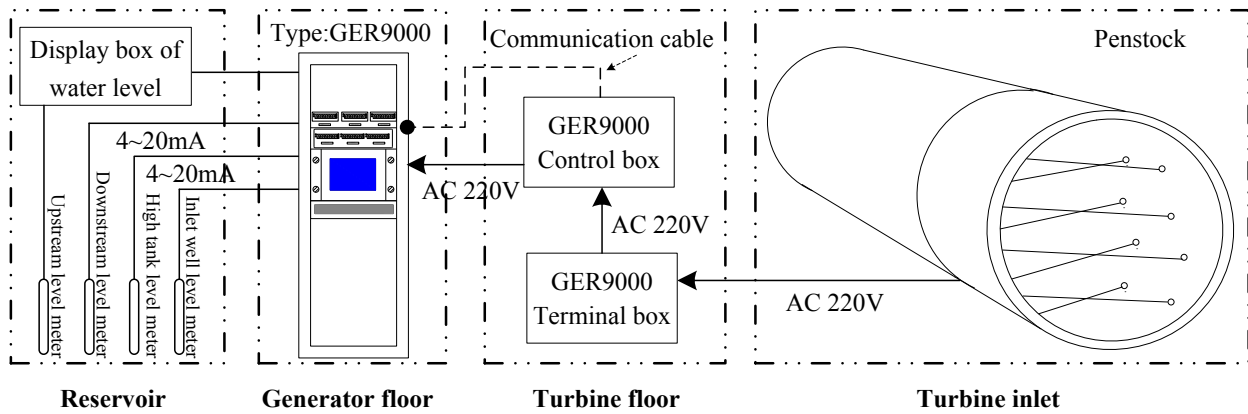 Display box of
water level
4~20mA
4~20mA
Upstream level meter
Downstream level meter
High tank level meter
Inlet well level meter
Reservoir
Type:GER9000
Generator floor
Communication cable
GER9000
Control box
AC 220V
AC 220V
GER9000
Terminal box
Turbine floor
Penstock
AC 220V
Turbine inlet